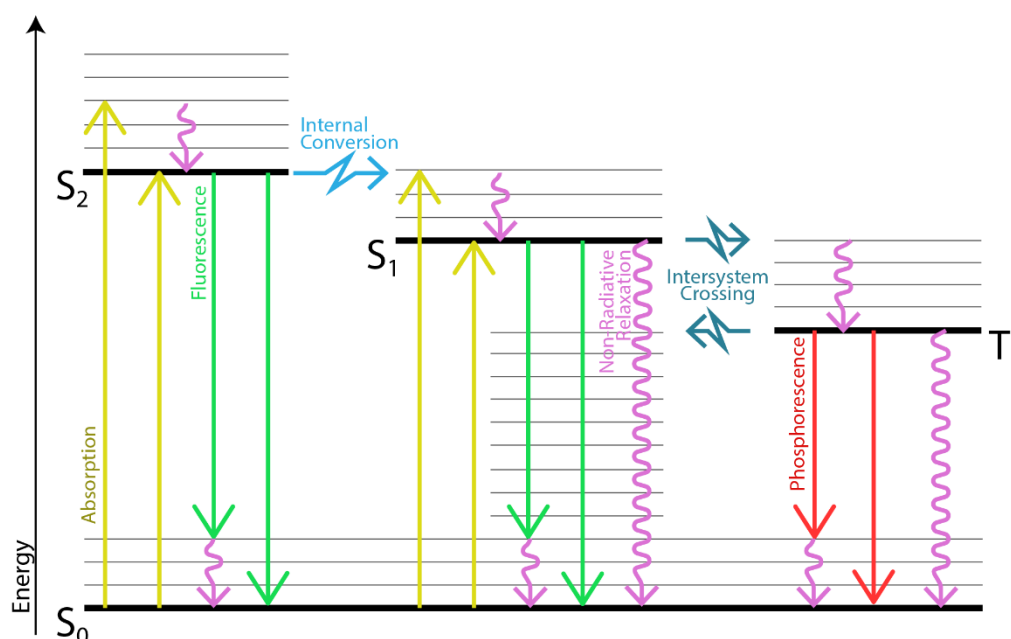 Internal
Conversion
S2
Fluorescence
S1
Non-Radiative
Relaxation
Intersystem
Crossing
T
Absorption
Phosphorescence
Energy
S0